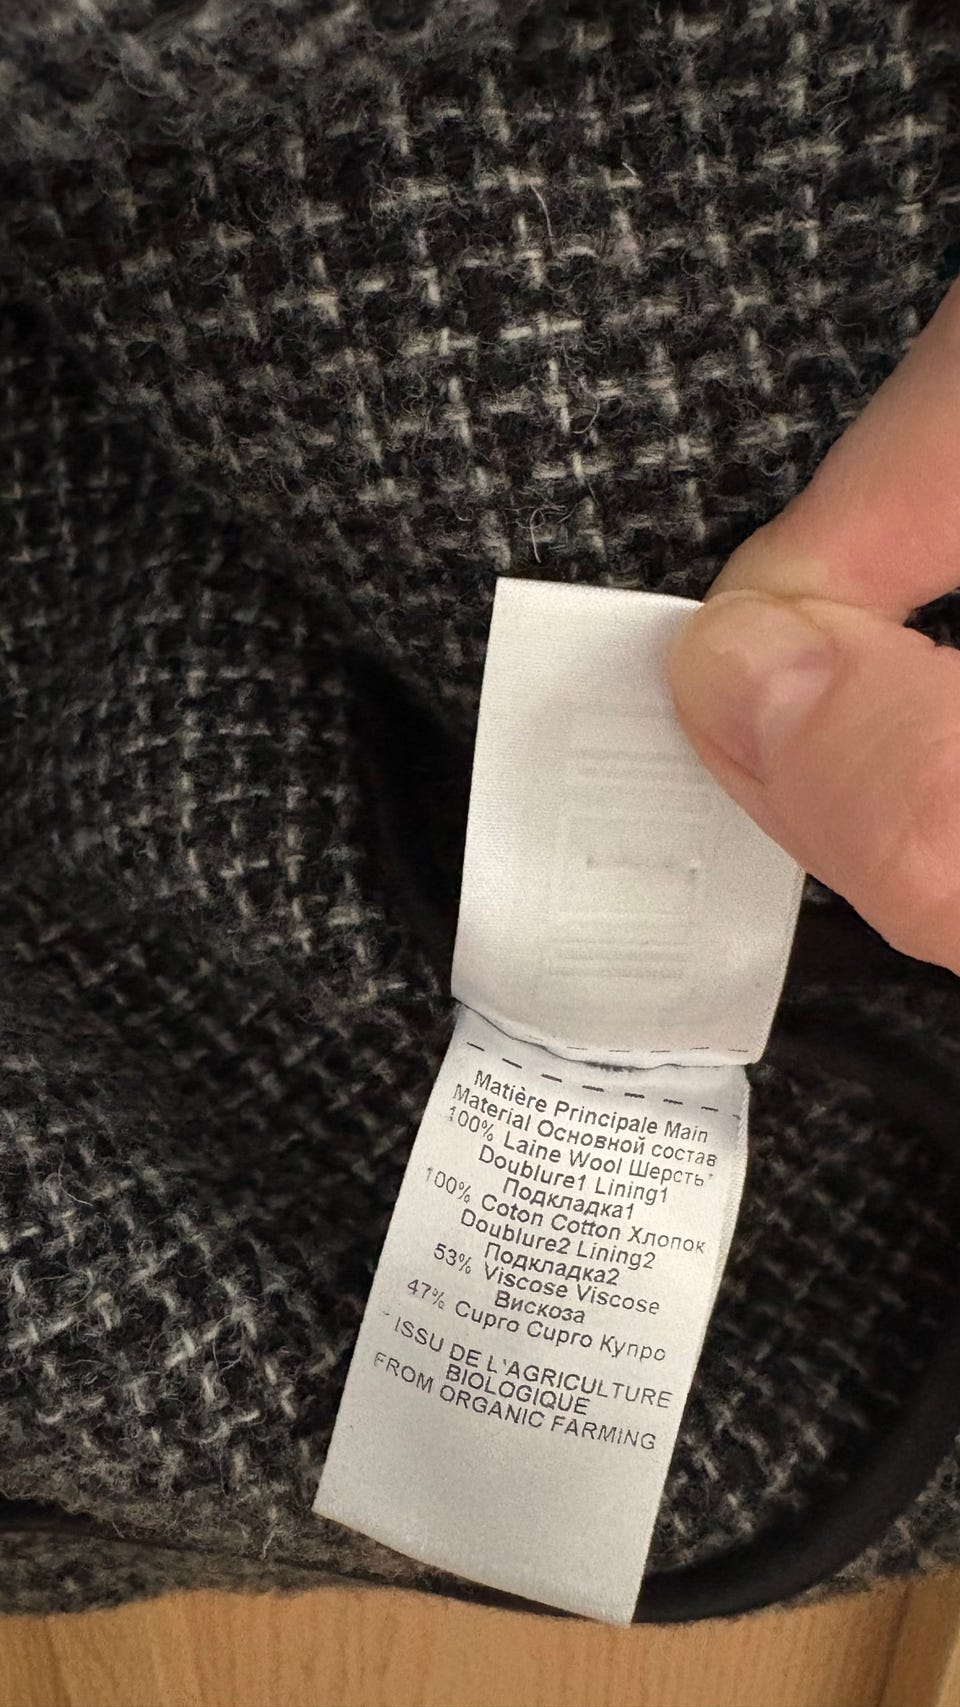 Matière Principale Main
Material Основной состав
100% Laine Wool Шерсть*
Doublure1 Lining1
Подкладка1
100% Coton Cotton Хлопок
Doublure2 Lining2
Подкладка2
53% Viscose Viscose
Вискоза
47% Cupro Cupro Купро
* ISSU DE L'AGRICULTURE
BIOLOGIQUE
FROM ORGANIC FARMING